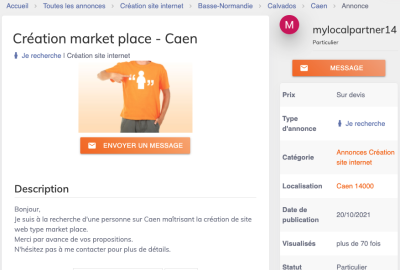 Accueil > Toutes les annonces > Création site internet > Basse-Normandie > Calvados > Caen > Annonce
Création market place - Caen
Je recherche | Création site internet
ENVOYER UN MESSAGE
Description
Bonjour,
Je suis à la recherche d'une personne sur Caen maîtrisant la création de site
web type market place.
Merci par avance de vos propositions.
N'hésitez pas à me contacter pour plus de détails.
M
mylocalpartner14
Particulier
MESSAGE
Prix Sur devis
Type d'annonce Je recherche
Catégorie Annonces Création site internet
Localisation Caen 14000
Date de publication 20/10/2021
Visualisés plus de 70 fois
Statut Particulier